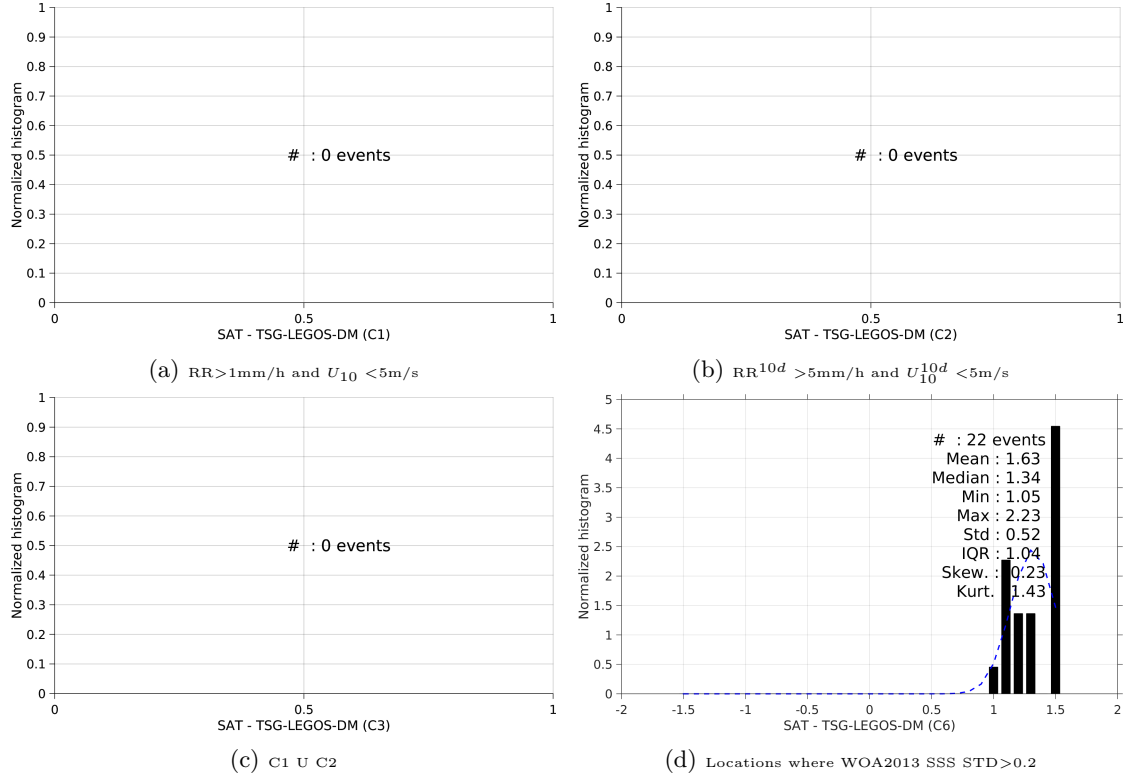 1
0.9
0.8
0.7
0.6
0.5
0.4
0.3
0.2
0.1
0
Normalized histogram
# : 0 events
0 0.5 1
SAT - TSG-LEGOS-DM (C1)
(a) RR>1mm/h and U10 <5m/s
1
0.9
0.8
0.7
0.6
0.5
0.4
0.3
0.2
0.1
0
Normalized histogram
# : 0 events
0 0.5 1
SAT - TSG-LEGOS-DM (C2)
(b) RR10d >5mm/h and U10d10 <5m/s
1
0.9
0.8
0.7
0.6
0.5
0.4
0.3
0.2
0.1
0
Normalized histogram
# : 0 events
0 0.5 1
SAT - TSG-LEGOS-DM (C3)
(c) C1 U C2
5
4.5
4
3.5
3
2.5
2
1.5
1
0.5
0
Normalized histogram
# : 22 events
Mean : 1.63
Median : 1.34
Min : 1.05
Max : 2.23
Std : 0.52
IQR : 1.04
Skew. : 0.23
Kurt. 1.43
-2 -1.5 -1 -0.5 0 0.5 1 1.5 2
SAT - TSG-LEGOS-DM (C6)
(d) Locations where WOA2013 SSS STD>0.2